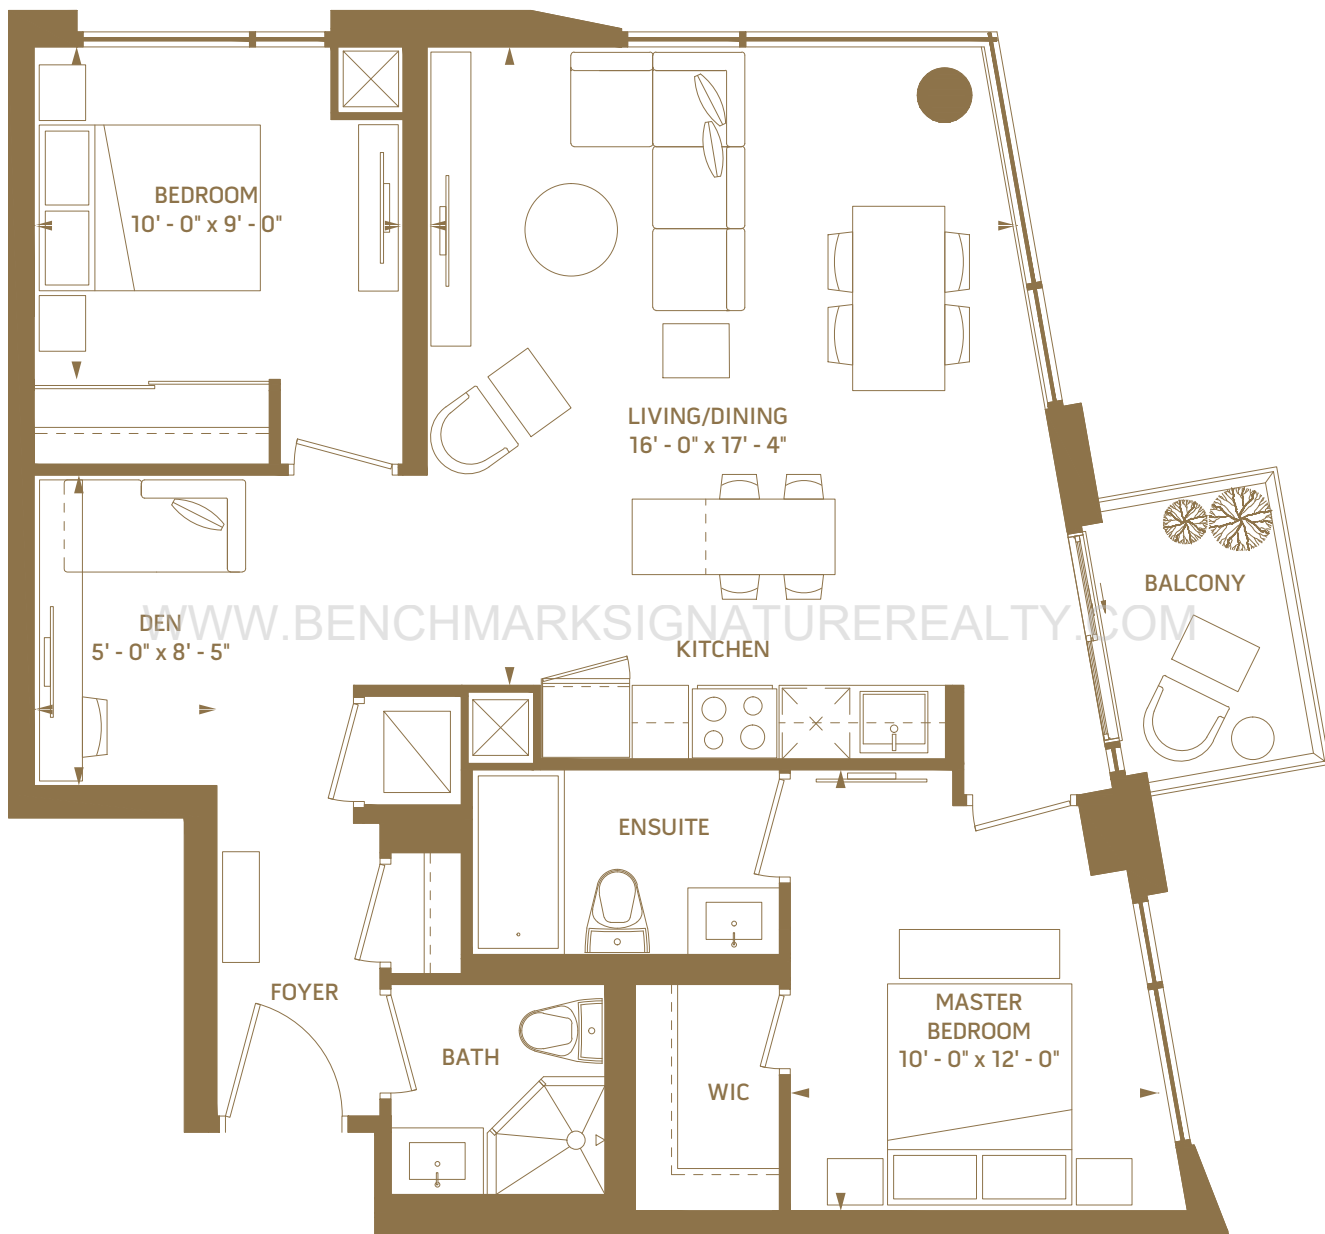 BEDROOM
10' - 0" x 9' - 0"
LIVING/DINING
16' - 0" x 17' - 4"
BALCONY
DEN
5' - 0" x 8' - 5"
WWW.BENCHMARKSIGNATUREREALTY.COM
KITCHEN
ENSUITE
FOYER
BATH
WIC
MASTER
BEDROOM
10' - 0" x 12' - 0"